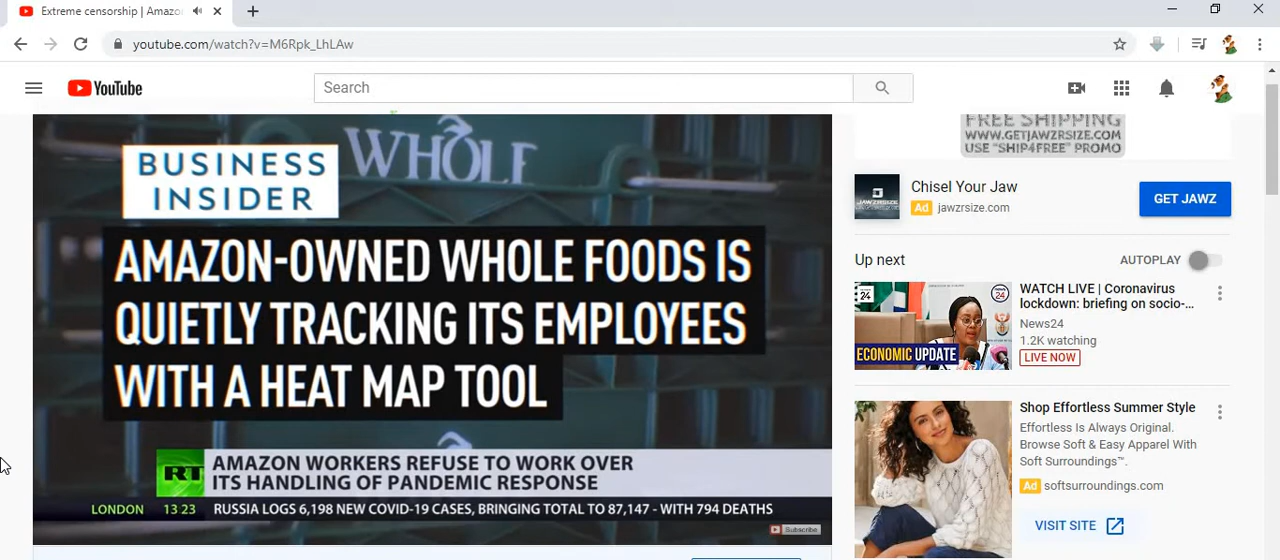 Extreme censorship | Amazo
youtube.com/watch?v=M6Rpk_LhLAw
YouTube
Search
WHOLE
BUSINESS
INSIDER
AMAZON-OWNED WHOLE FOODS IS
QUIETLY TRACKING ITS EMPLOYEES
WITH A HEAT MAP TOOL
RT
AMAZON WORKERS REFUSE TO WORK OVER
ITS HANDLING OF PANDEMIC RESPONSE
LONDON 13 23 RUSSIA LOGS 6,198 NEW COVID-19 CASES, BRINGING TOTAL TO 87,147 - WITH 794 DEATHS
Subscribe
FREE SHIPPING
WWW.GETJAWZRSIZE.COM
USE "SHIP4FREE" PROMO
Chisel Your Jaw
Ad jawzrsize.com
GET JAWZ
Up next
AUTOPLAY
24
ECONOMIC UPDATE
WATCH LIVE | Coronavirus
lockdown: briefing on socio-...
News24
1.2K watching
LIVE NOW
Shop Effortless Summer Style
Effortless Is Always Original.
Browse Soft & Easy Apparel With
Soft Surroundings™.
Ad softsurroundings.com
VISIT SITE